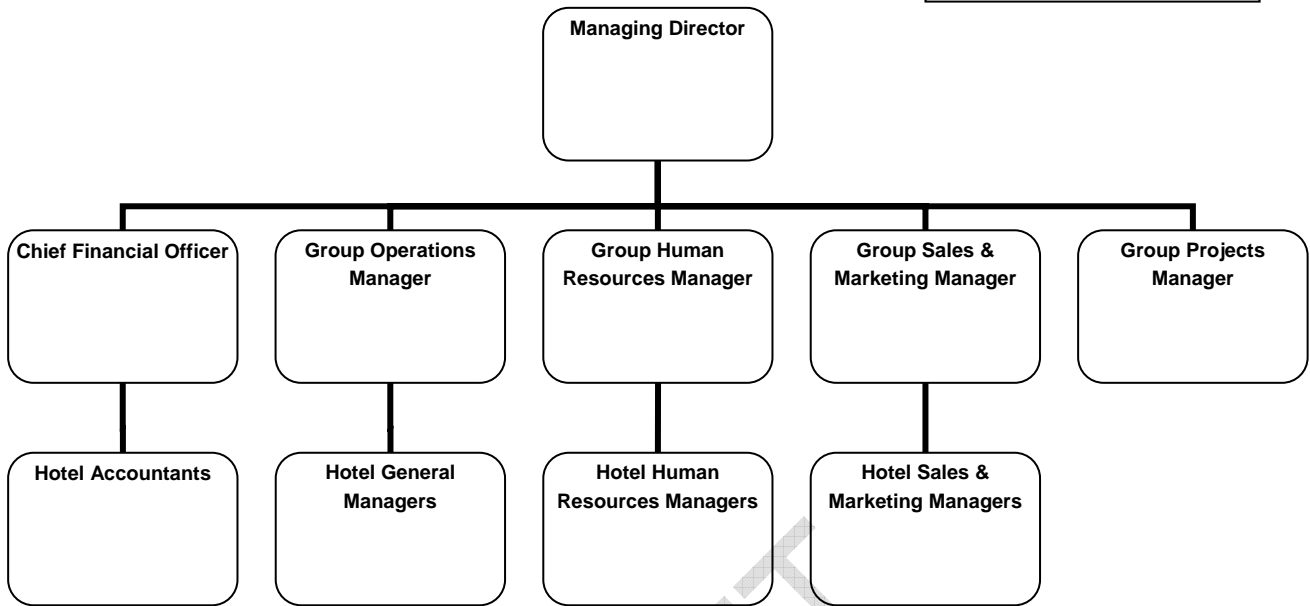 Managing Director
Chief Financial Officer
Group Operations
Manager
Group Human
Resources Manager
Group Sales &
Marketing Manager
Group Projects
Manager
Hotel Accountants
Hotel General
Managers
Hotel Human
Resources Managers
Hotel Sales &
Marketing Managers